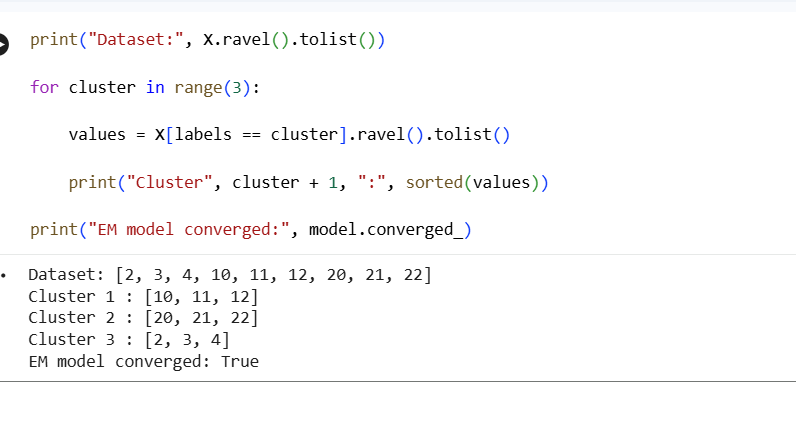 print("Dataset:", X.ravel().tolist())
for cluster in range(3):
    values = X[labels == cluster].ravel().tolist()
    print("Cluster", cluster + 1, ":", sorted(values))
print("EM model converged:", model.converged_)
Dataset: [2, 3, 4, 10, 11, 12, 20, 21, 22]
Cluster 1 : [10, 11, 12]
Cluster 2 : [20, 21, 22]
Cluster 3 : [2, 3, 4]
EM model converged: True